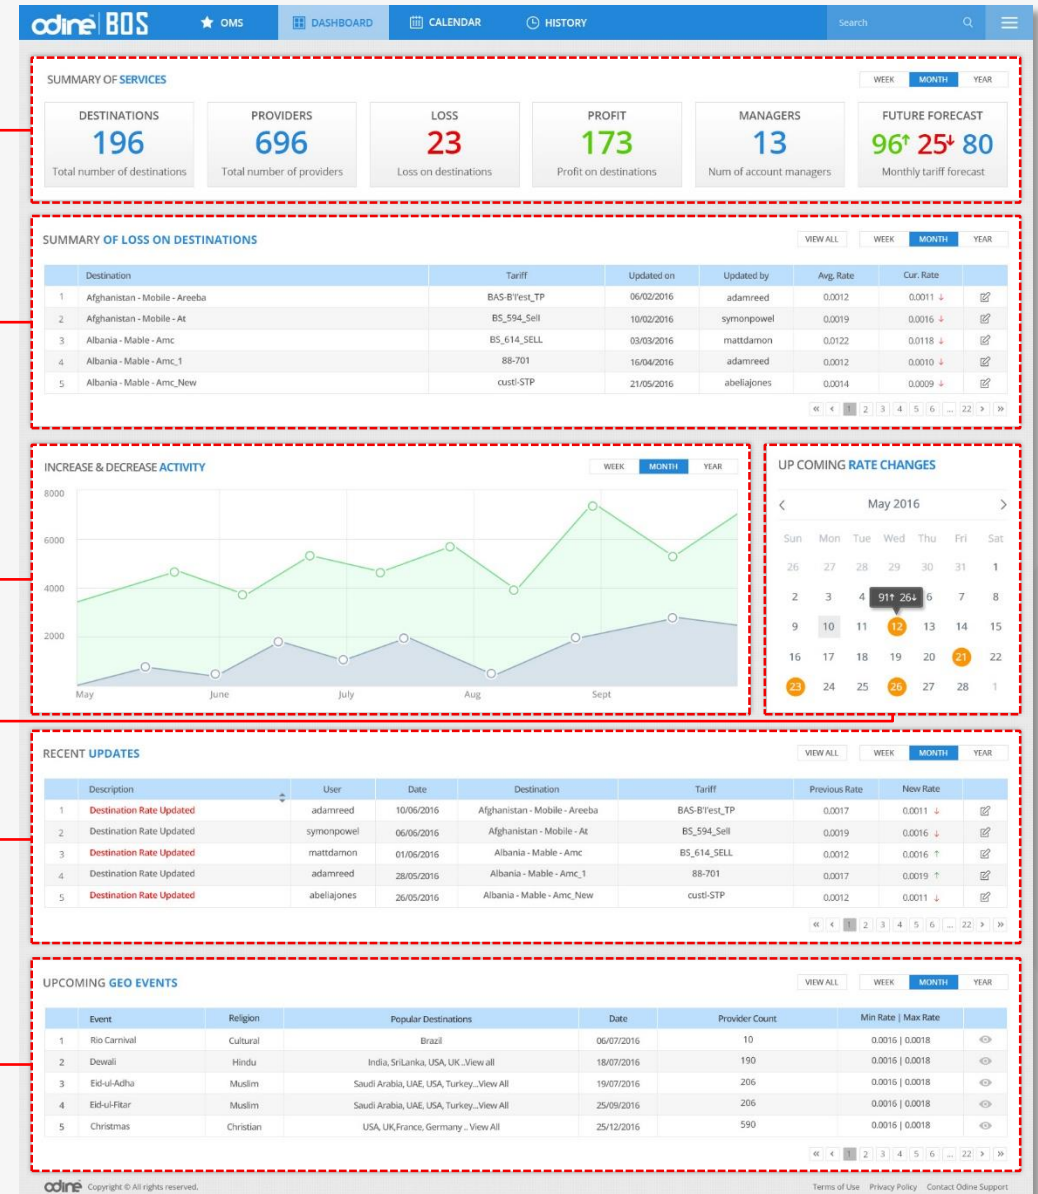 odine BOS OMS DASHBOARD CALENDAR HISTORY Search
SUMMARY OF SERVICES WEEK MONTH YEAR
DESTINATIONS PROVIDERS LOSS PROFIT MANAGERS FUTURE FORECAST
196 696 23 173 13 96↑ 25↓ 80
Total number of destinations Total number of providers Loss on destinations Profit on destinations Num of account managers Monthly tariff forecast
SUMMARY OF LOSS ON DESTINATIONS VIEW ALL WEEK MONTH YEAR
Destination Tariff Updated on Updated by Avg. Rate Cur. Rate
1 Afghanistan - Mobile - Areeba BAS-B'l'est_TP 06/02/2016 adamreed 0.0012 0.0011 ↓
2 Afghanistan - Mobile - At BS_594_Sell 10/02/2016 symonpowel 0.0019 0.0016 ↓
3 Albania - Mable - Amc BS_614_SELL 03/03/2016 mattdamon 0.0122 0.0118 ↓
4 Albania - Mable - Amc_1 88-701 16/04/2016 adamreed 0.0012 0.0010 ↓
5 Albania - Mable - Amc_New custl-STP 21/05/2016 abeliajones 0.0014 0.0009 ↓
« ‹ 1 2 3 4 5 6 ... 22 › »
INCREASE & DECREASE ACTIVITY WEEK MONTH YEAR
8000
6000
4000
2000
May June July Aug Sept
UP COMING RATE CHANGES
‹ May 2016 ›
Sun Mon Tue Wed Thu Fri Sat
26 27 28 29 30 31 1
2 3 4 91↑ 26↓ 6 7 8
9 10 11 12 13 14 15
16 17 18 19 20 21 22
23 24 25 26 27 28 1
RECENT UPDATES VIEW ALL WEEK MONTH YEAR
Description User Date Destination Tariff Previous Rate New Rate
1 Destination Rate Updated adamreed 10/06/2016 Afghanistan - Mobile - Areeba BAS-B'l'est_TP 0.0017 0.0011 ↓
2 Destination Rate Updated symonpowel 06/06/2016 Afghanistan - Mobile - At BS_594_Sell 0.0019 0.0016 ↓
3 Destination Rate Updated mattdamon 01/06/2016 Albania - Mable - Amc BS_614_SELL 0.0012 0.0016 ↑
4 Destination Rate Updated adamreed 28/05/2016 Albania - Mable - Amc_1 88-701 0.0017 0.0019 ↑
5 Destination Rate Updated abeliajones 26/05/2016 Albania - Mable - Amc_New custl-STP 0.0012 0.0011 ↓
« ‹ 1 2 3 4 5 6 ... 22 › »
UPCOMING GEO EVENTS VIEW ALL WEEK MONTH YEAR
Event Religion Popular Destinations Date Provider Count Min Rate | Max Rate
1 Rio Carnival Cultural Brazil 06/07/2016 10 0.0016 | 0.0018
2 Dewali Hindu India, SriLanka, USA, UK ..View all 18/07/2016 190 0.0016 | 0.0018
3 Eid-ul-Adha Muslim Saudi Arabia, UAE, USA, Turkey...View All 19/07/2016 206 0.0016 | 0.0018
4 Eid-ul-Fitar Muslim Saudi Arabia, UAE, USA, Turkey...View All 25/09/2016 206 0.0016 | 0.0018
5 Christmas Christian USA, UK,France, Germany .. View All 25/12/2016 590 0.0016 | 0.0018
« ‹ 1 2 3 4 5 6 ... 22 › »
odine Copyright © All rights reserved. Terms of Use Privacy Policy Contact Odine Support